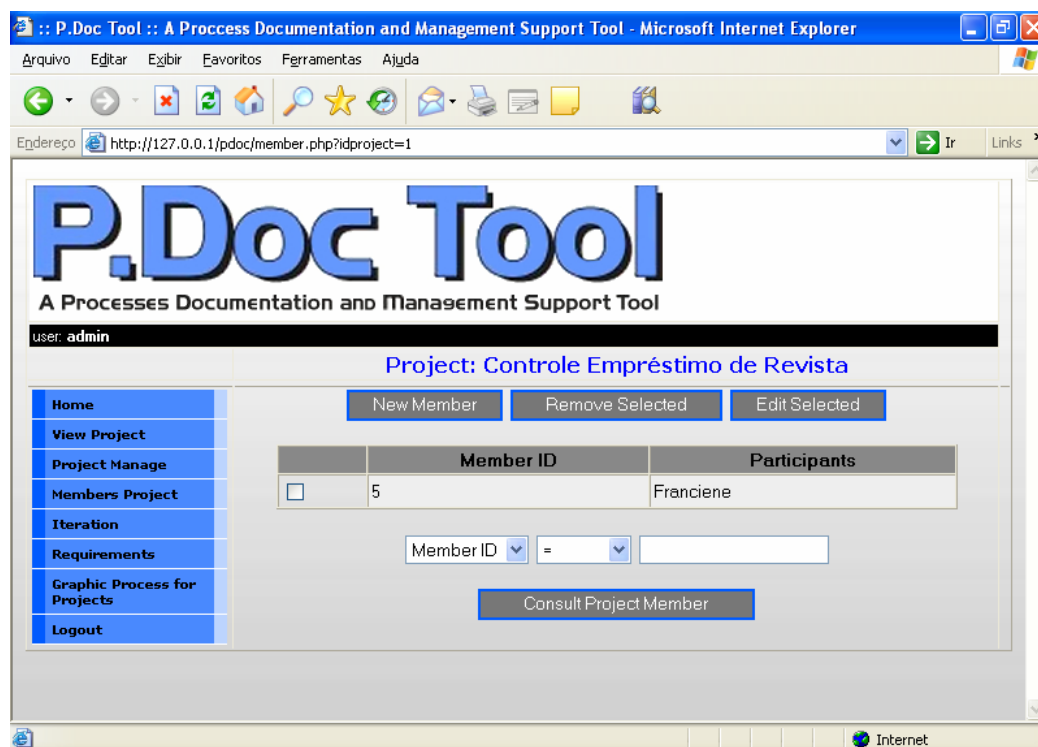 :: P.Doc Tool :: A Proccess Documentation and Management Support Tool - Microsoft Internet Explorer
Arquivo Editar Exibir Favoritos Ferramentas Ajuda
Endereço http://127.0.0.1/pdoc/member.php?idproject=1 Ir Links
P.Doc Tool
A Processes Documentation and Management Support Tool
user: admin
Project: Controle Empréstimo de Revista
Home
View Project
Project Manage
Members Project
Iteration
Requirements
Graphic Process for
Projects
Logout
New Member Remove Selected Edit Selected
Member ID Participants
5 Franciene
Member ID =
Consult Project Member
Internet